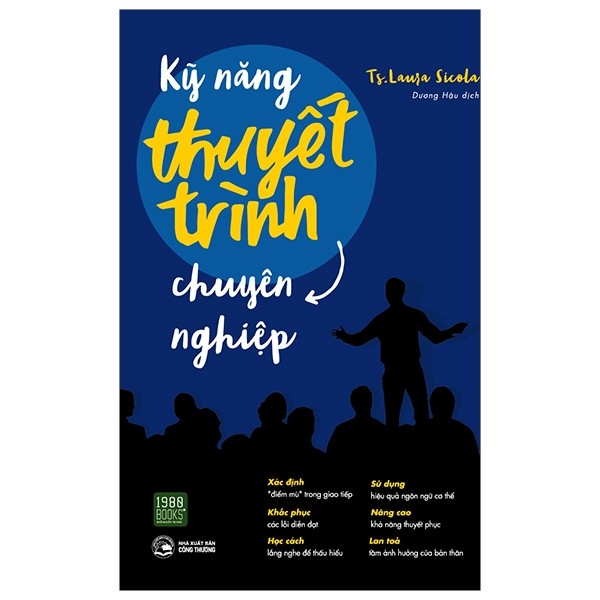 Kỹ năng
thuyết
trình
chuyên
nghiệp
Ts.Laura Sicola
Dương Hậu dịch
Xác định
"điểm mù" trong giao tiếp
Khắc phục
các lỗi diễn đạt
Học cách
lắng nghe để thấu hiểu
Sử dụng
hiệu quả ngôn ngữ cơ thể
Nâng cao
khả năng thuyết phục
Lan toả
tầm ảnh hưởng của bản thân
1980
BOOKS
NHÀ XUẤT BẢN
CÔNG THƯƠNG